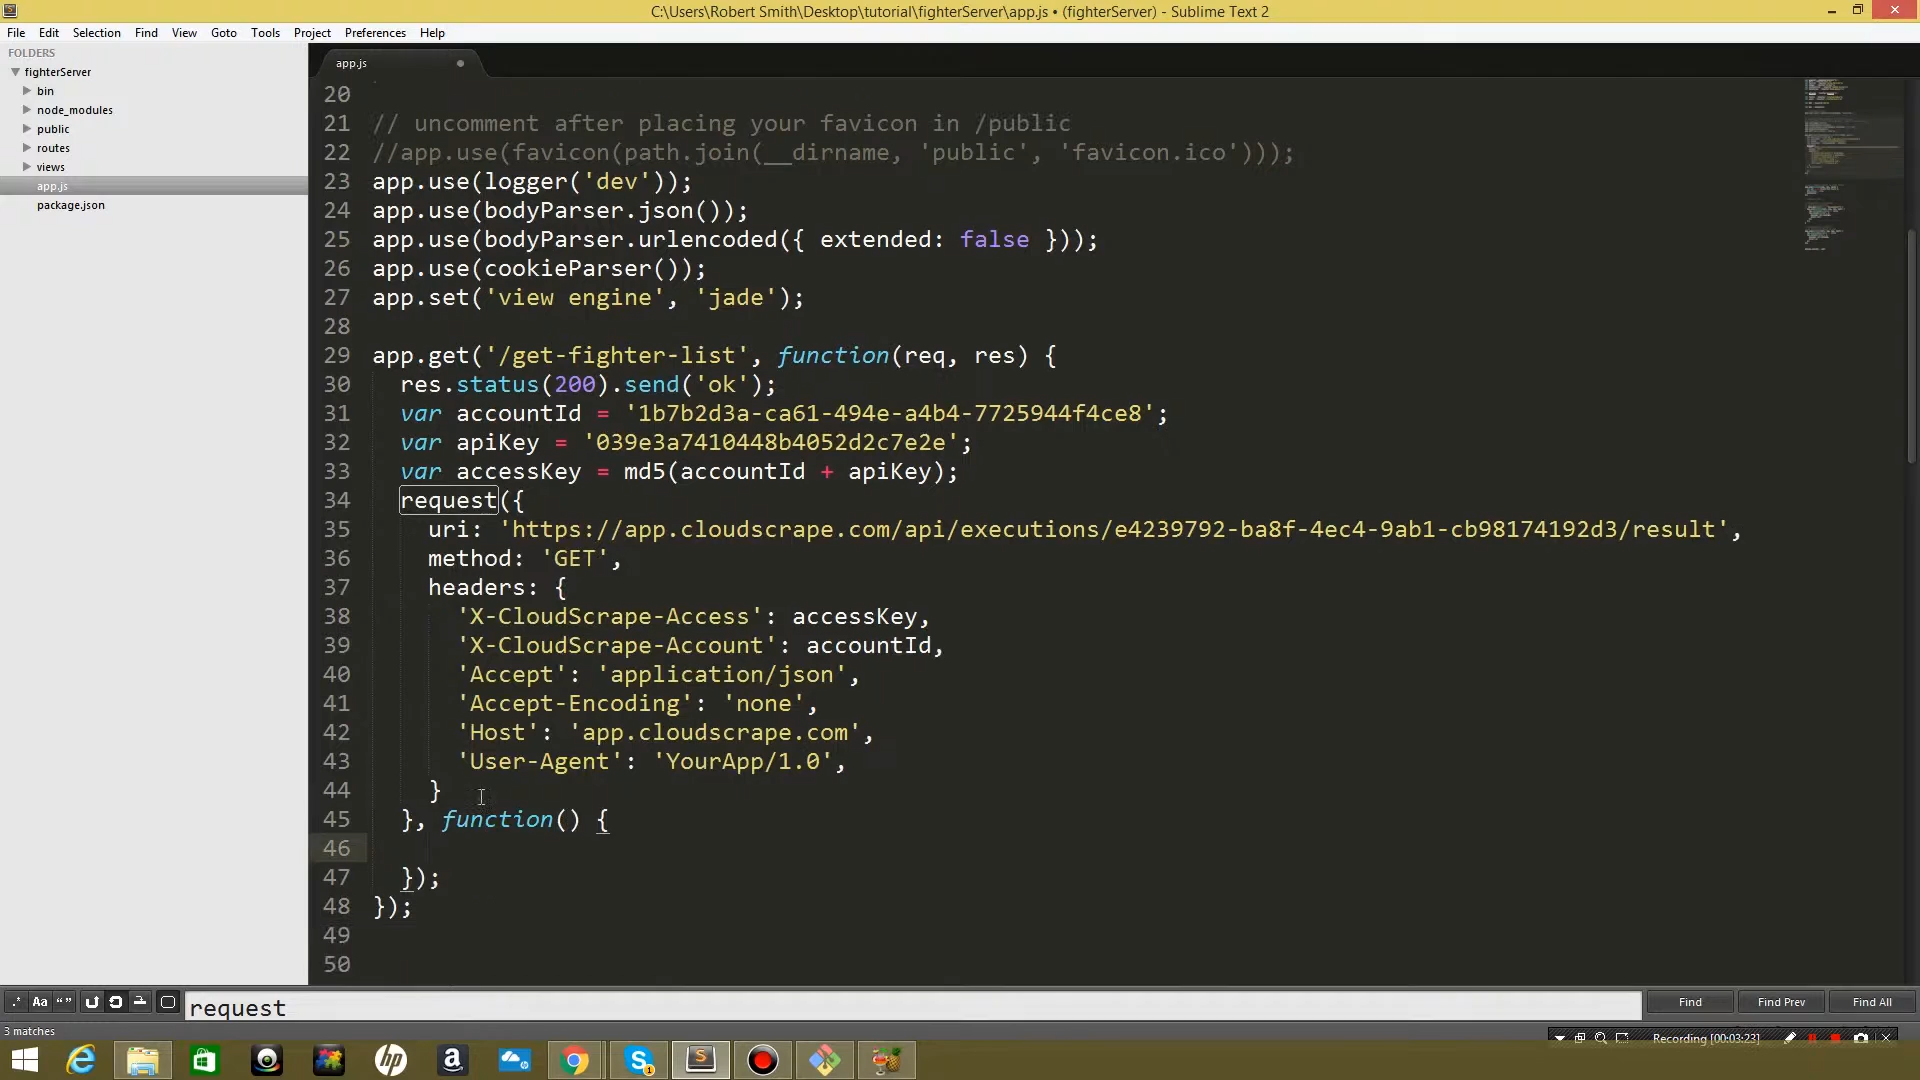 C:\Users\Robert Smith\Desktop\tutorial\fighterServer\app.js • (fighterServer) - Sublime Text 2
File Edit Selection Find View Goto Tools Project Preferences Help
FOLDERS
fighterServer
bin
node_modules
public
routes
views
app.js
package.json
app.js
20
21 // uncomment after placing your favicon in /public
22 //app.use(favicon(path.join(__dirname, 'public', 'favicon.ico')));
23 app.use(logger('dev'));
24 app.use(bodyParser.json());
25 app.use(bodyParser.urlencoded({ extended: false }));
26 app.use(cookieParser());
27 app.set('view engine', 'jade');
28
29 app.get('/get-fighter-list', function(req, res) {
30 res.status(200).send('ok');
31 var accountId = '1b7b2d3a-ca61-494e-a4b4-7725944f4ce8';
32 var apiKey = '039e3a7410448b4052d2c7e2e';
33 var accessKey = md5(accountId + apiKey);
34 request({
35 uri: 'https://app.cloudscrape.com/api/executions/e4239792-ba8f-4ec4-9ab1-cb98174192d3/result',
36 method: 'GET',
37 headers: {
38 'X-CloudScrape-Access': accessKey,
39 'X-CloudScrape-Account': accountId,
40 'Accept': 'application/json',
41 'Accept-Encoding': 'none',
42 'Host': 'app.cloudscrape.com',
43 'User-Agent': 'YourApp/1.0',
44 }
45 }, function() {
46
47 });
48 });
49
50
.* Aa “” request Find Find Prev Find All
3 matches
Recording [00:03:23]